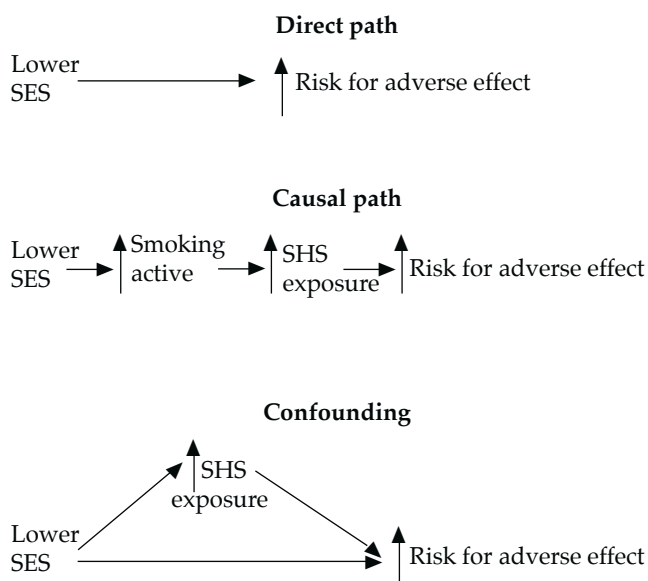 Direct path
Lower
SES
Risk for adverse effect
Causal path
Lower
SES
Smoking
active
SHS
exposure
Risk for adverse effect
Confounding
SHS
exposure
Lower
SES
Risk for adverse effect